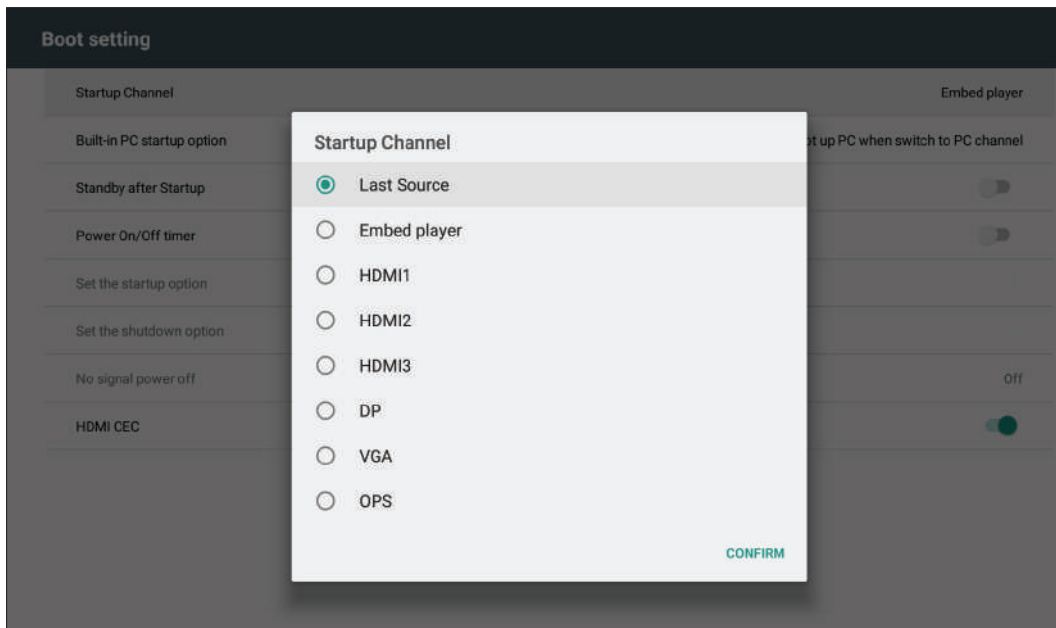 Boot setting
Startup Channel Embed player
Built-in PC startup option ot up PC when switch to PC channel
Standby after Startup
Power On/Off timer
Set the startup option
Set the shutdown option
No signal power off Off
HDMI CEC
Startup Channel
Last Source
Embed player
HDMI1
HDMI2
HDMI3
DP
VGA
OPS
CONFIRM